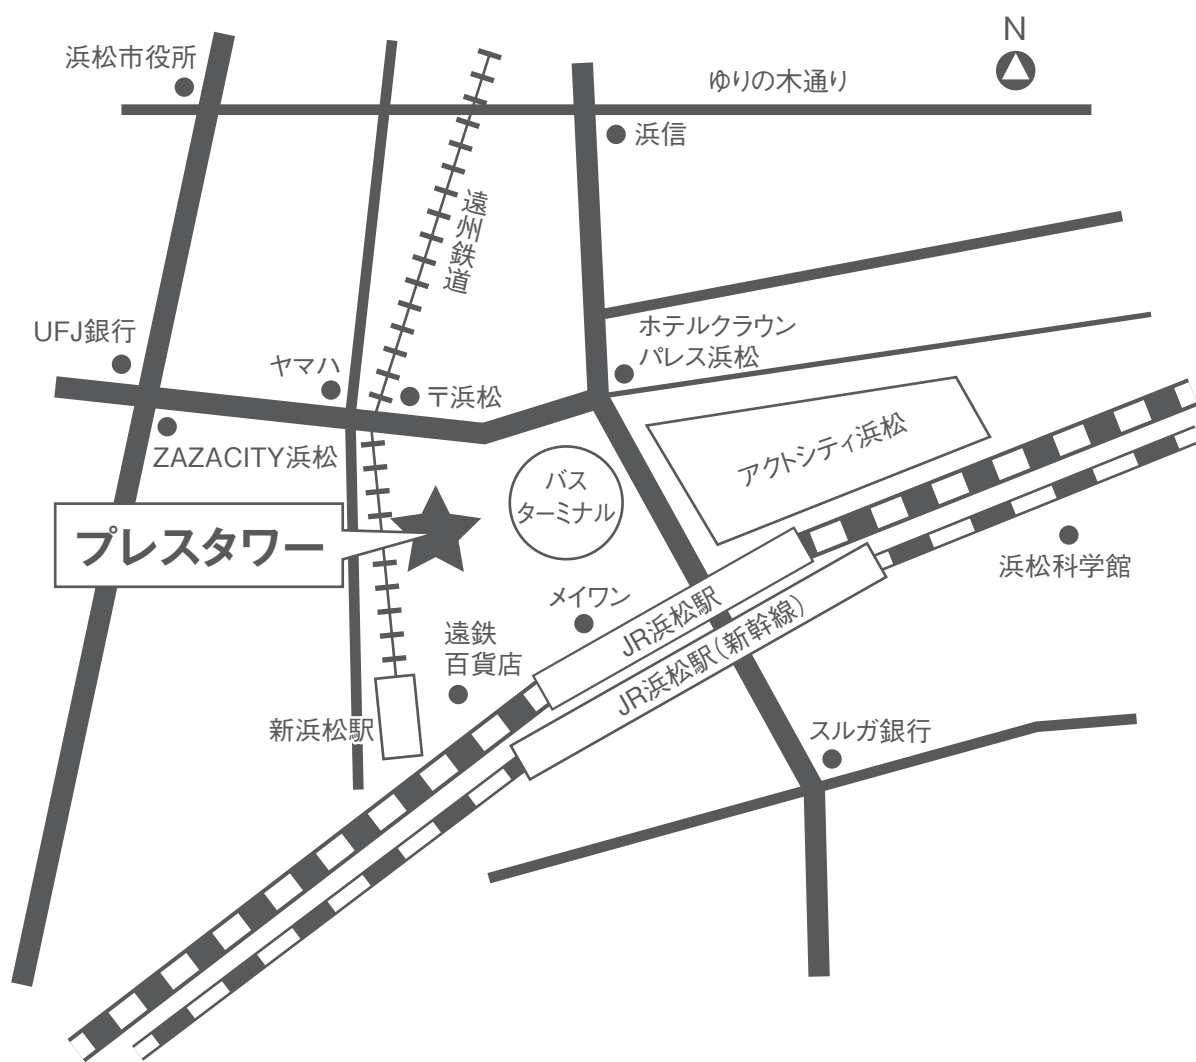 N
浜松市役所
ゆりの木通り
浜信
遠州鉄道
UFJ銀行
ホテルクラウン
パレス浜松
ヤマハ
〒浜松
ZAZACITY浜松
アクトシティ浜松
バス
ターミナル
プレスタワー
浜松科学館
メイワン
JR浜松駅
JR浜松駅(新幹線)
遠鉄
百貨店
新浜松駅
スルガ銀行